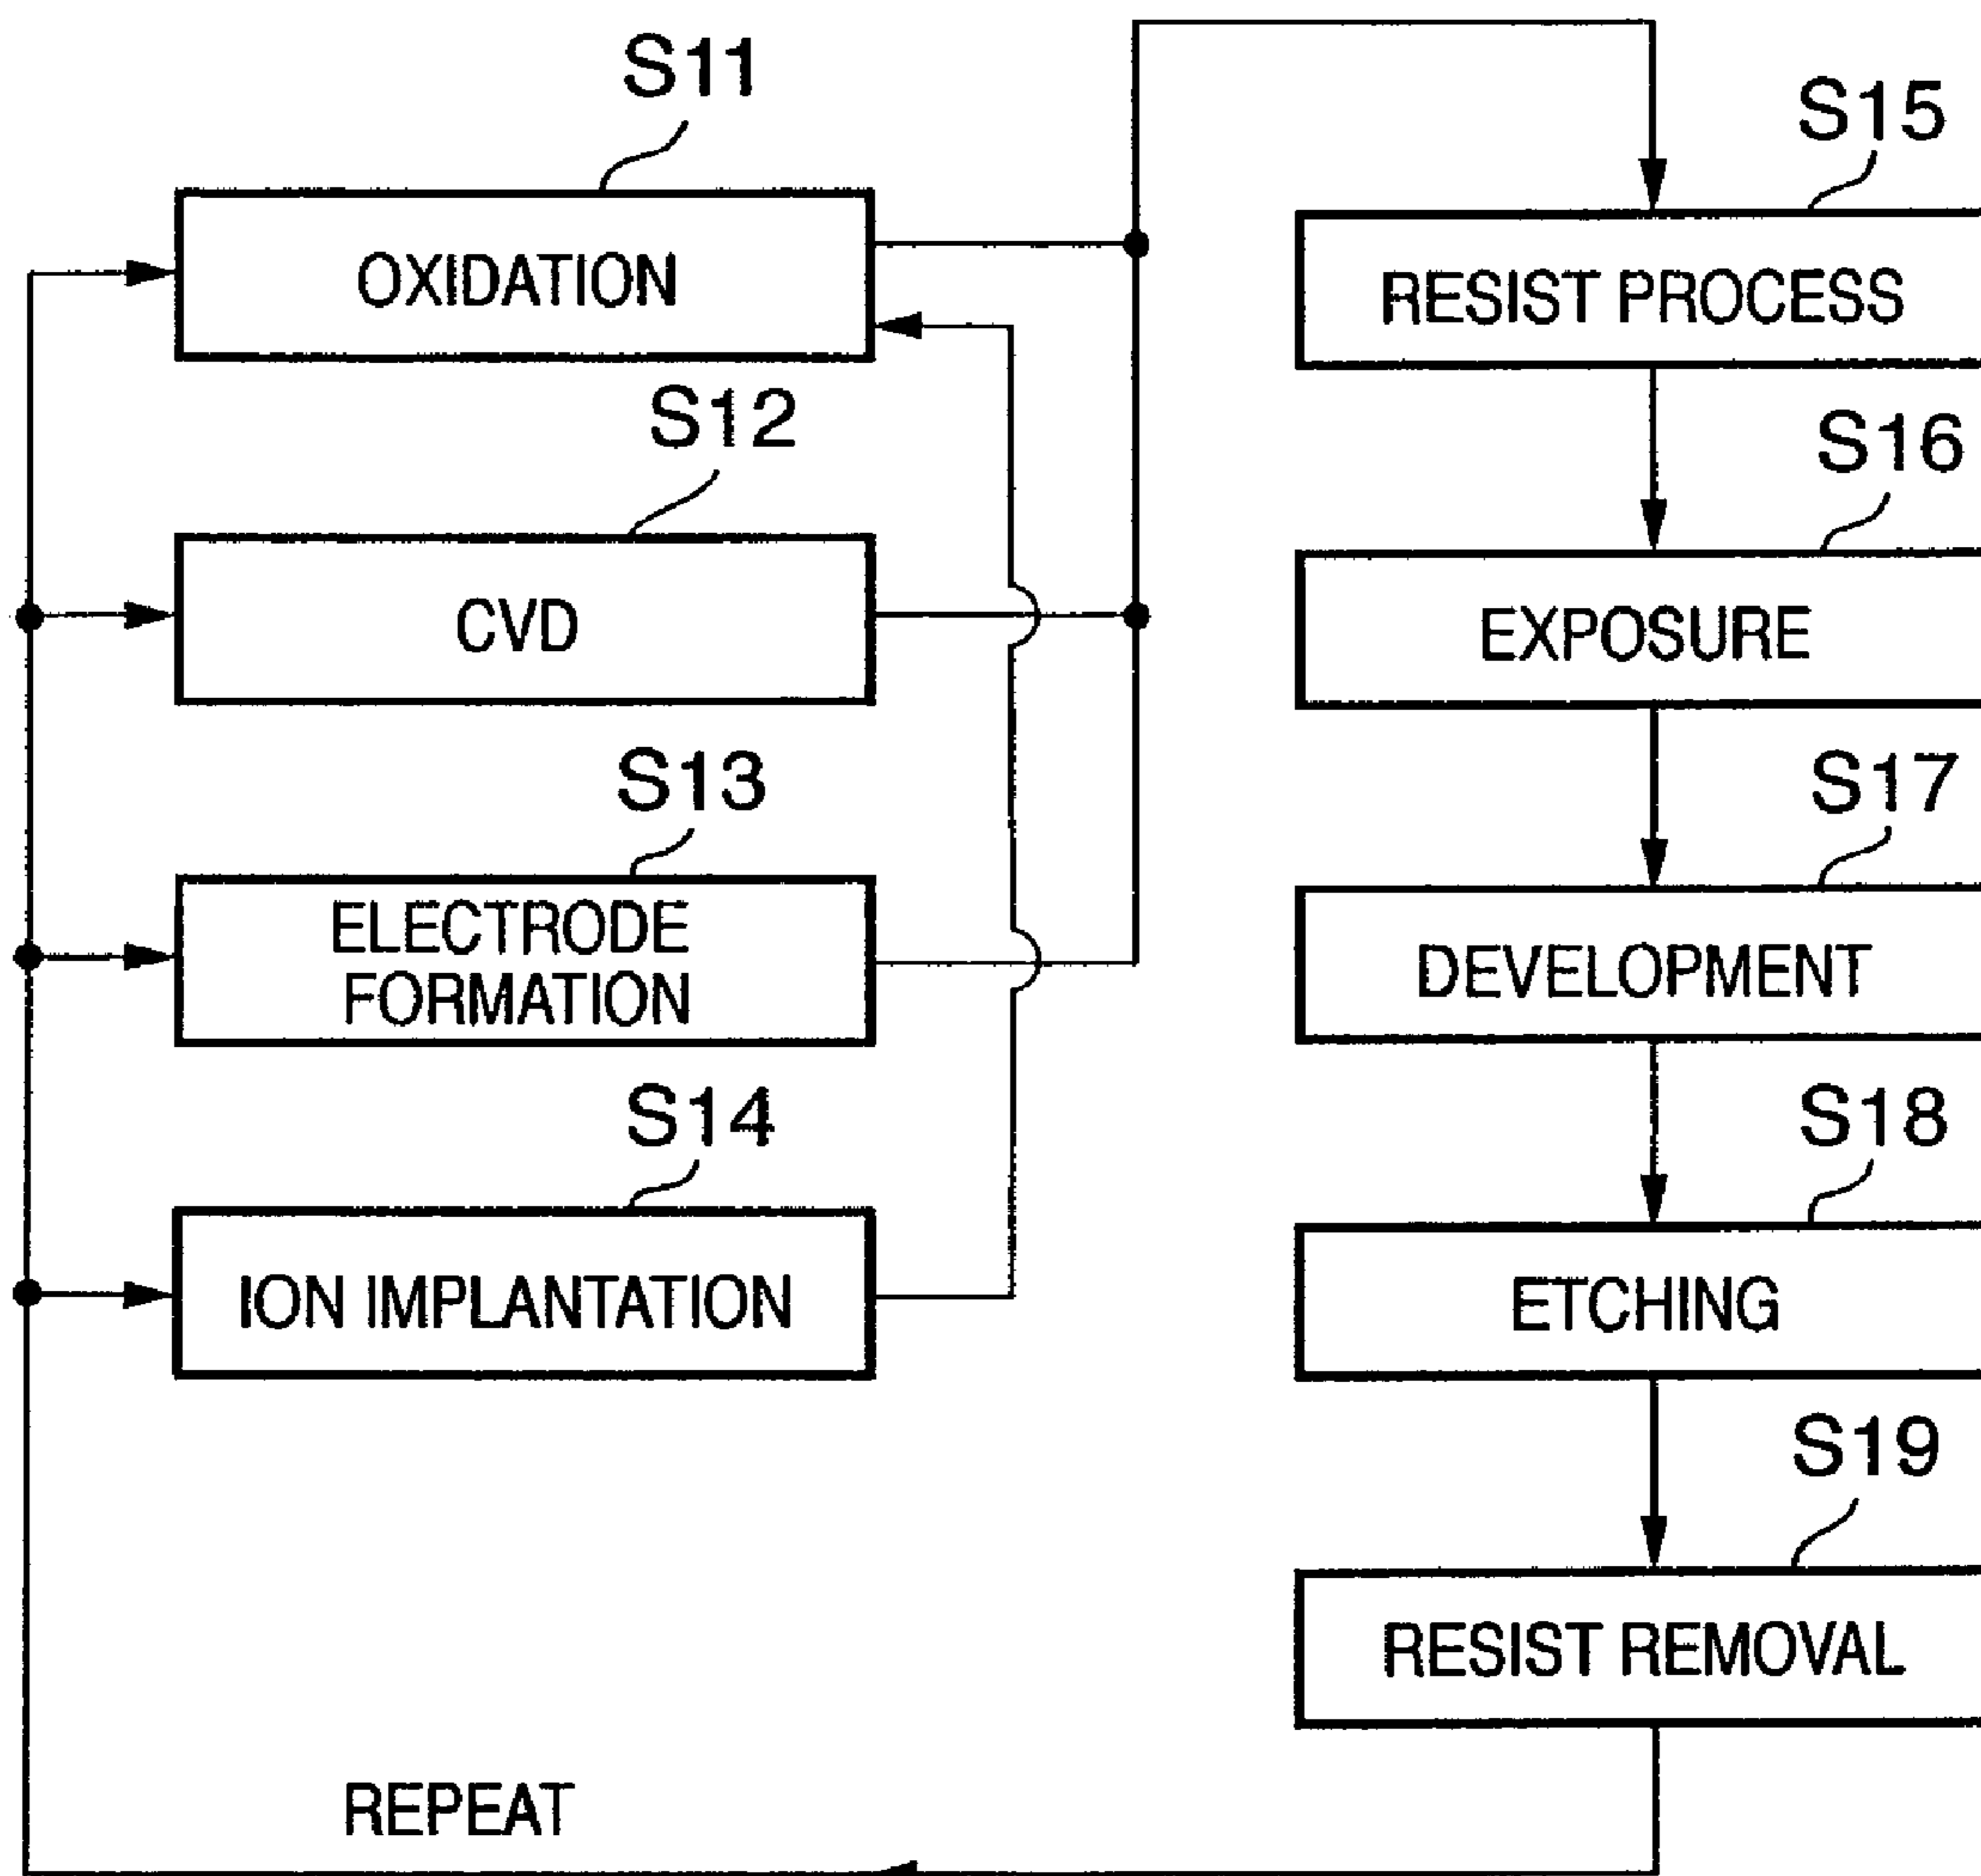 S11
OXIDATION
S12
CVD
S13
ELECTRODE
FORMATION
S14
ION IMPLANTATION
S15
RESIST PROCESS
S16
EXPOSURE
S17
DEVELOPMENT
S18
ETCHING
S19
RESIST REMOVAL
REPEAT